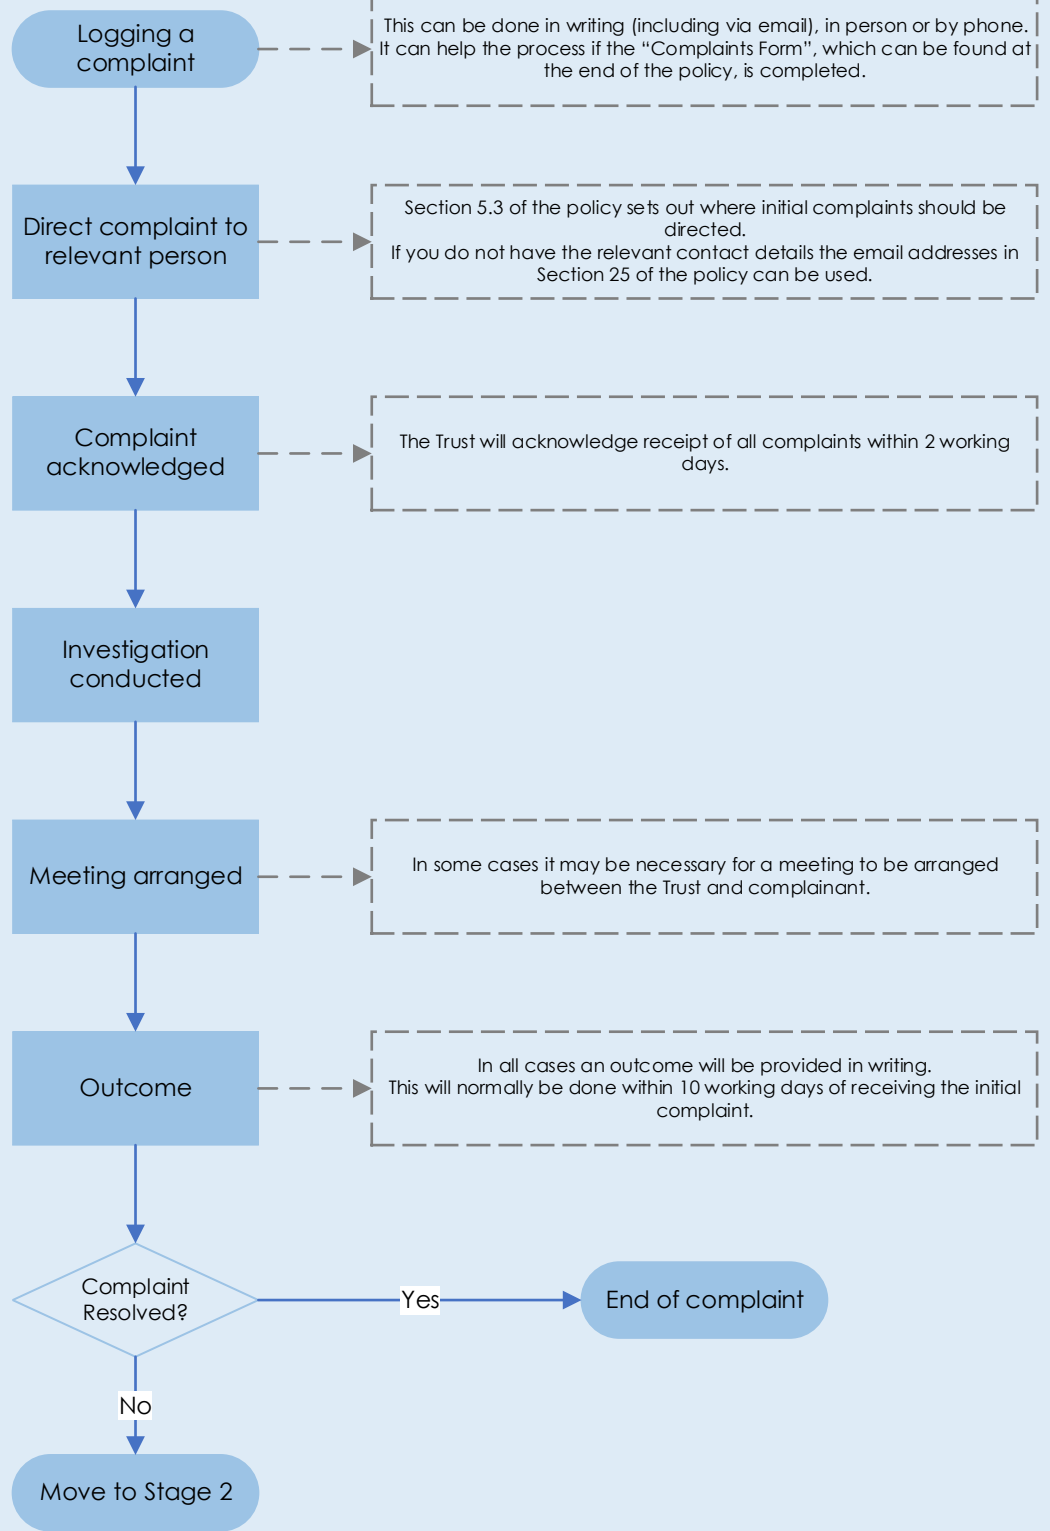 Logging a
complaint
This can be done in writing (including via email), in person or by phone.
It can help the process if the “Complaints Form”, which can be found at
the end of the policy, is completed.
Direct complaint to
relevant person
Section 5.3 of the policy sets out where initial complaints should be
directed.
If you do not have the relevant contact details the email addresses in
Section 25 of the policy can be used.
Complaint
acknowledged
The Trust will acknowledge receipt of all complaints within 2 working
days.
Investigation
conducted
Meeting arranged
In some cases it may be necessary for a meeting to be arranged
between the Trust and complainant.
Outcome
In all cases an outcome will be provided in writing.
This will normally be done within 10 working days of receiving the initial
complaint.
Complaint
Resolved?
Yes
End of complaint
No
Move to Stage 2